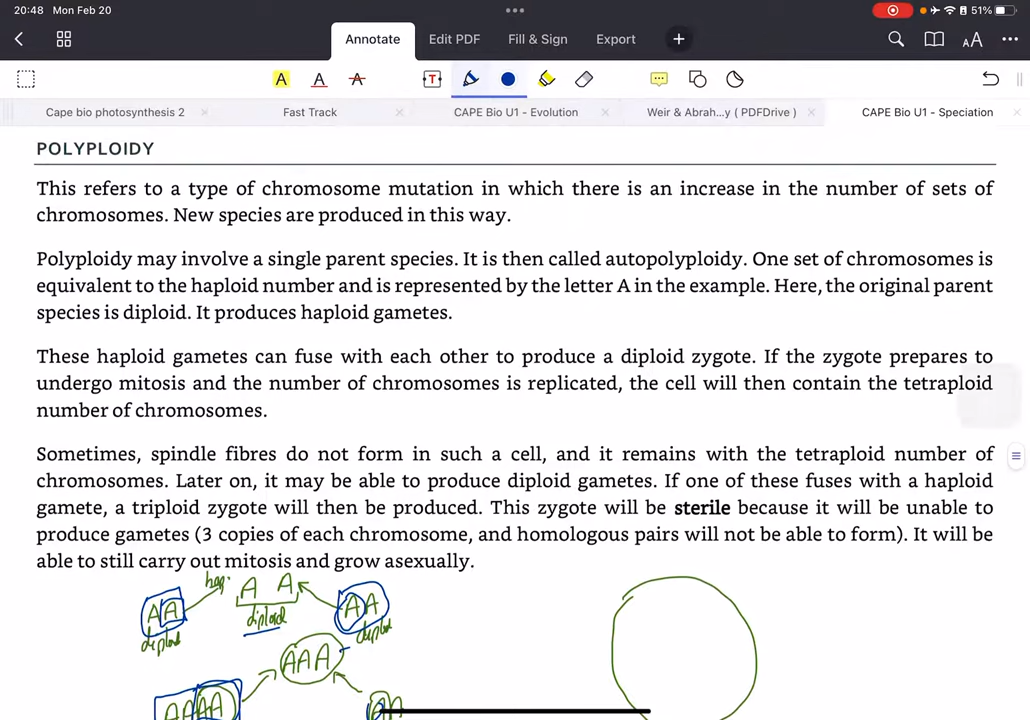 20:48 Mon Feb 20
51%
Annotate Edit PDF Fill & Sign Export
AA
A A A T
Cape bio photosynthesis 2 Fast Track CAPE Bio U1 - Evolution Weir & Abrah...y ( PDFDrive ) CAPE Bio U1 - Speciation
POLYPLOIDY
This refers to a type of chromosome mutation in which there is an increase in the number of sets of
chromosomes. New species are produced in this way.
Polyploidy may involve a single parent species. It is then called autopolyploidy. One set of chromosomes is
equivalent to the haploid number and is represented by the letter A in the example. Here, the original parent
species is diploid. It produces haploid gametes.
These haploid gametes can fuse with each other to produce a diploid zygote. If the zygote prepares to
undergo mitosis and the number of chromosomes is replicated, the cell will then contain the tetraploid
number of chromosomes.
Sometimes, spindle fibres do not form in such a cell, and it remains with the tetraploid number of
chromosomes. Later on, it may be able to produce diploid gametes. If one of these fuses with a haploid
gamete, a triploid zygote will then be produced. This zygote will be sterile because it will be unable to
produce gametes (3 copies of each chromosome, and homologous pairs will not be able to form). It will be
able to still carry out mitosis and grow asexually.
hap. A A
AA AA
diploid
diploid
AAA
AAAA AA